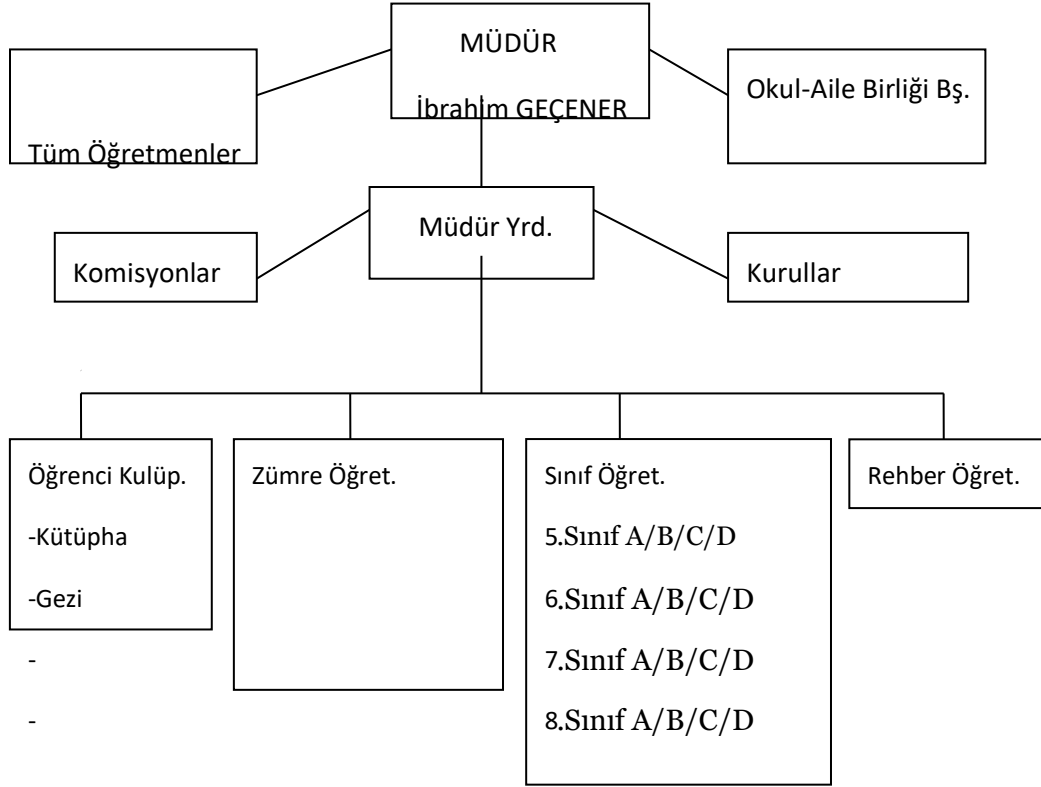 MÜDÜR
İbrahim GEÇENER
Tüm Öğretmenler
Okul-Aile Birliği Bş.
Müdür Yrd.
Komisyonlar
Kurullar
Öğrenci Kulüp.
-Kütüpha
-Gezi
-
-
Zümre Öğret.
Sınıf Öğret.
5.Sınıf A/B/C/D
6.Sınıf A/B/C/D
7.Sınıf A/B/C/D
8.Sınıf A/B/C/D
Rehber Öğret.